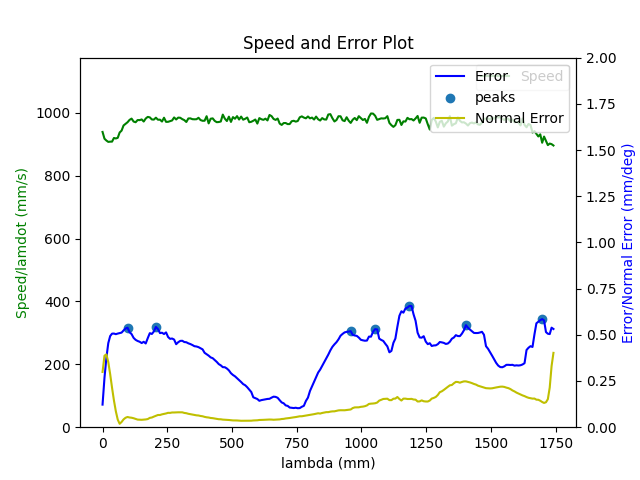 Speed and Error Plot
Speed/lamdot (mm/s)
1000
800
600
400
200
0
Error
Speed
peaks
Normal Error
2.00
1.75
1.50
1.25
1.00
0.75
0.50
0.25
0.00
Error/Normal Error (mm/deg)
0 250 500 750 1000 1250 1500 1750
lambda (mm)